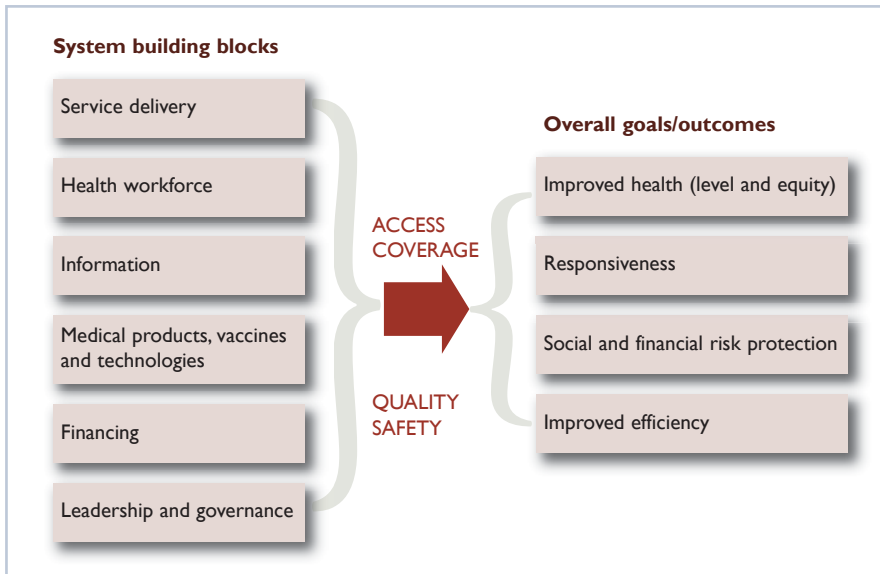 System building blocks
Service delivery
Health workforce
Information
Medical products, vaccines
and technologies
Financing
Leadership and governance
ACCESS
COVERAGE
QUALITY
SAFETY
Overall goals/outcomes
Improved health (level and equity)
Responsiveness
Social and financial risk protection
Improved efficiency